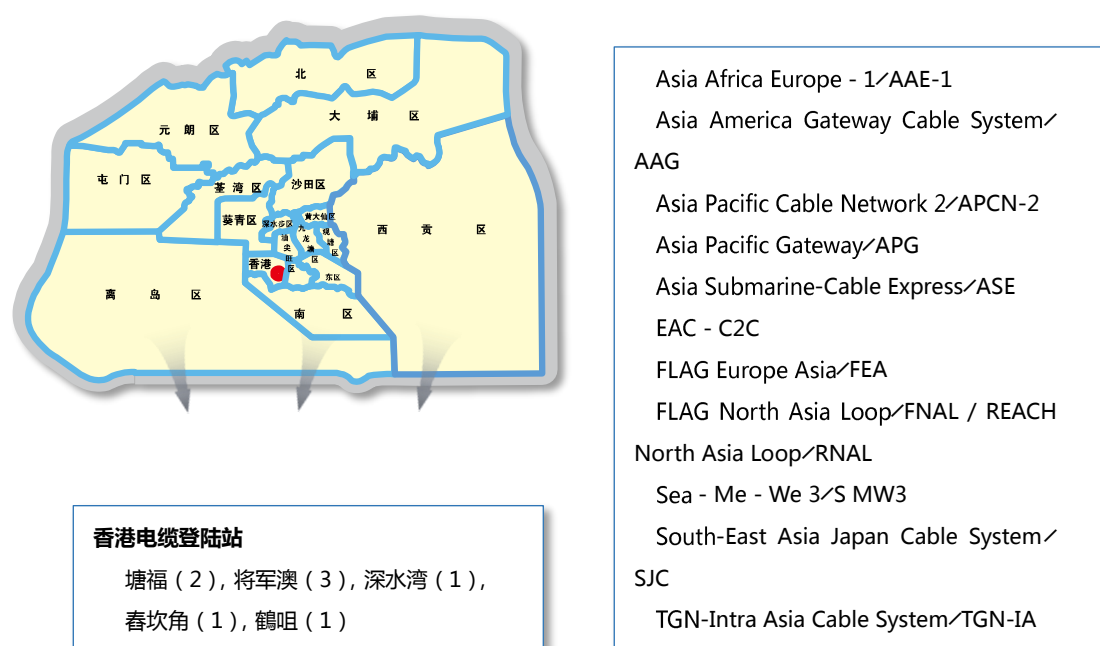 北 区
大 埔 区
元 朗 区
屯 门 区
荃 湾 区
沙田区
葵青区
深水步区
黄大仙区
九龙城区
观塘区
油尖旺区
西 贡 区
香港
东区
离 岛 区
南 区
香港电缆登陆站
塘福（2）, 将军澳（3）, 深水湾（1）,
舂坎角（1）, 鶴咀（1）
Asia Africa Europe - 1∕AAE-1
Asia America Gateway Cable System∕
AAG
Asia Pacific Cable Network 2∕APCN-2
Asia Pacific Gateway∕APG
Asia Submarine-Cable Express∕ASE
EAC - C2C
FLAG Europe Asia∕FEA
FLAG North Asia Loop∕FNAL / REACH
North Asia Loop∕RNAL
Sea - Me - We 3∕S MW3
South-East Asia Japan Cable System∕
SJC
TGN-Intra Asia Cable System∕TGN-IA